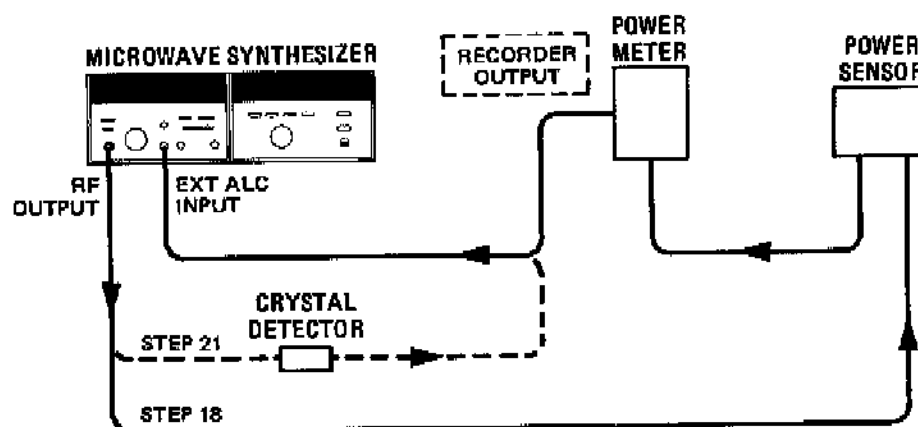 MICROWAVE SYNTHESIZER
RECORDER
OUTPUT
POWER
METER
POWER
SENSOR
RF
OUTPUT
EXT ALC
INPUT
CRYSTAL
DETECTOR
STEP 21
STEP 18